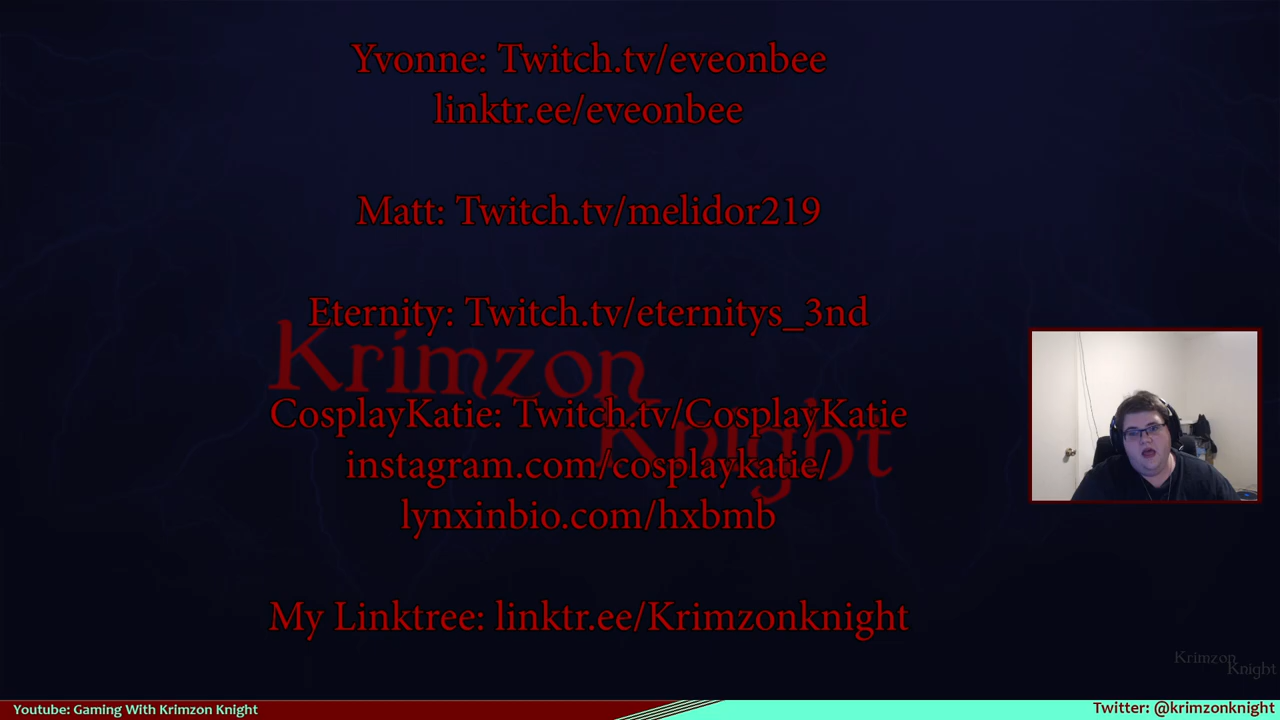 Yvonne: Twitch.tv/eveonbee
linktr.ee/eveonbee
Matt: Twitch.tv/melidor219
Eternity: Twitch.tv/eternitys_3nd
Krimzon
Knight
CosplayKatie: Twitch.tv/CosplayKatie
instagram.com/cosplaykatie/
lynxinbio.com/hxbmb
My Linktree: linktr.ee/Krimzonknight
Krimzon
Knight
Youtube: Gaming With Krimzon Knight
Twitter: @krimzonknight